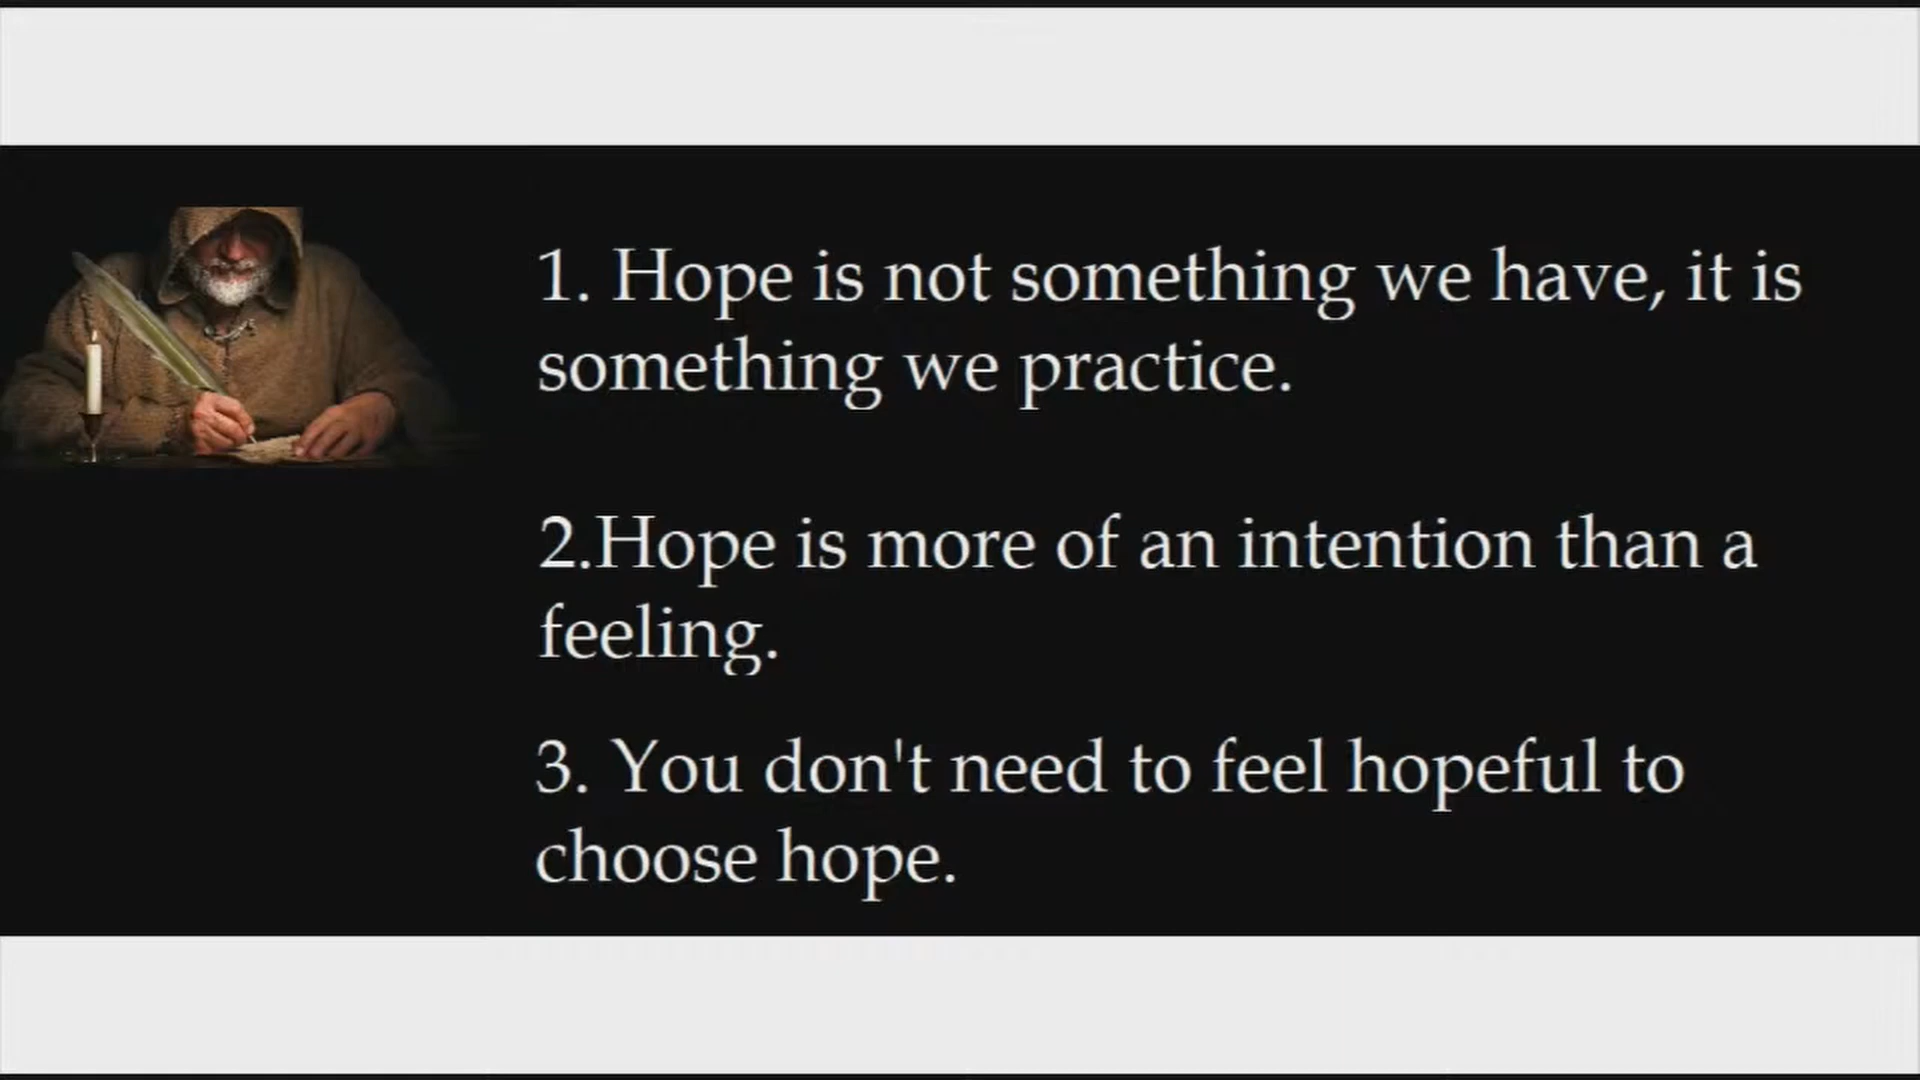 1. Hope is not something we have, it is
something we practice.
2.Hope is more of an intention than a
feeling.
3. You don't need to feel hopeful to
choose hope.